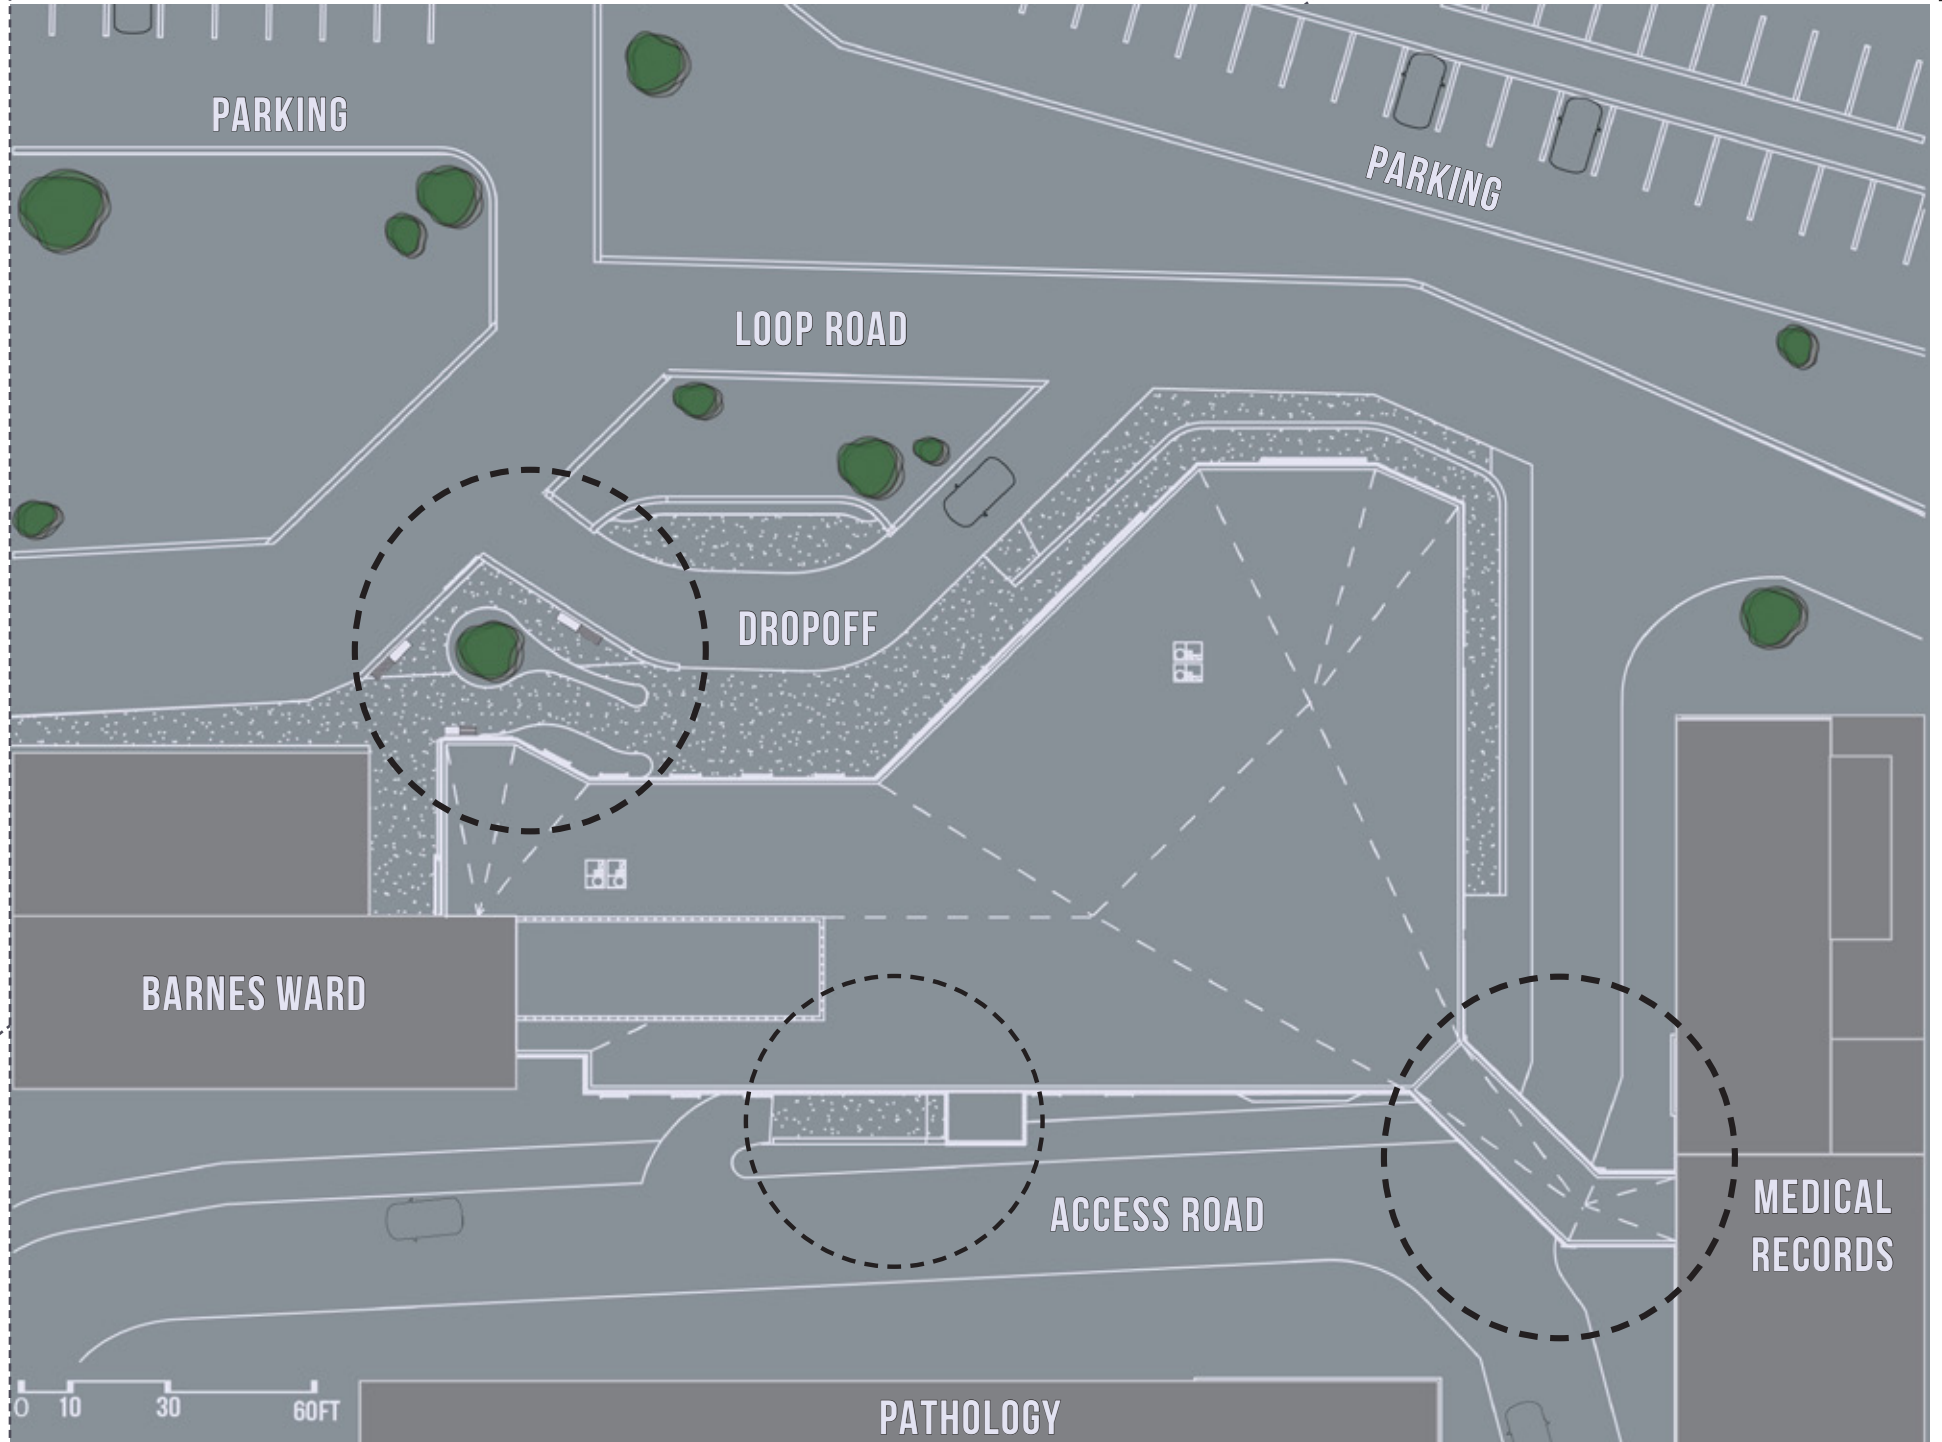 PARKING
PARKING
LOOP ROAD
DROPOFF
BARNES WARD
ACCESS ROAD
MEDICAL
RECORDS
0 10 30 60FT
PATHOLOGY